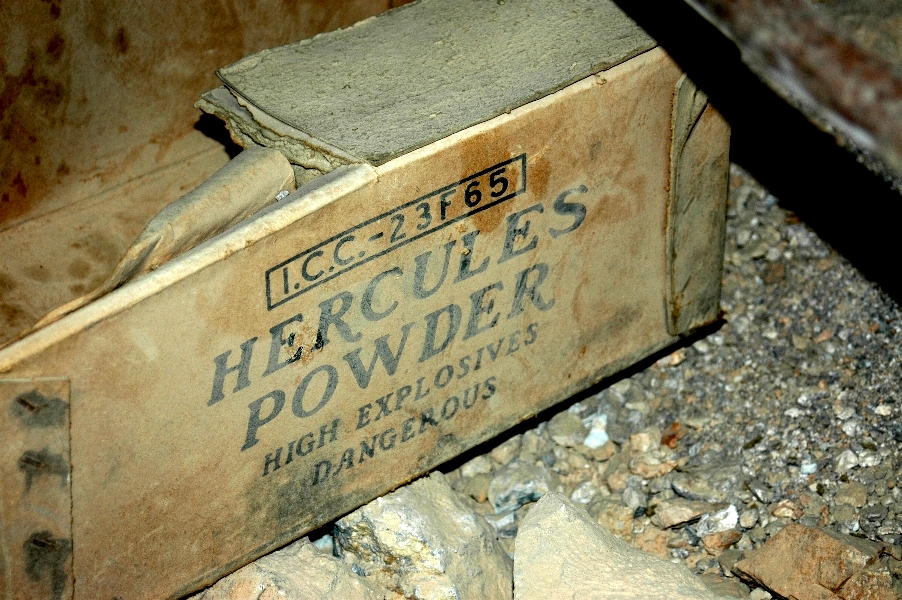 I.C.C.-23F65
HERCULES
POWDER
HIGH EXPLOSIVES
DANGEROUS